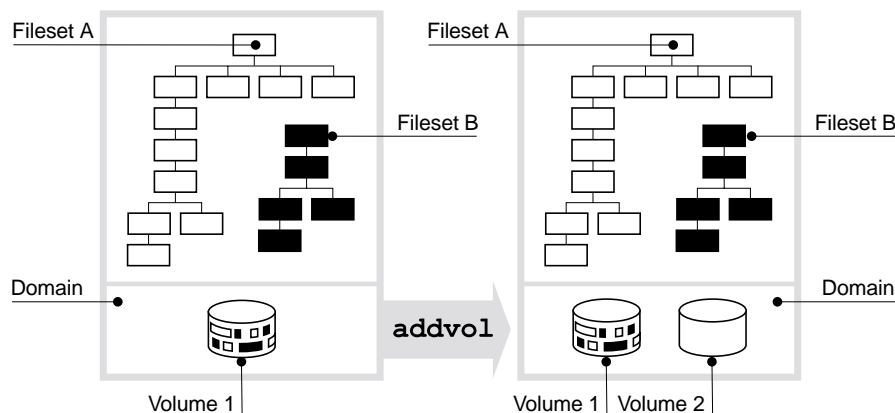 Fileset A
Fileset B
Domain
Volume 1
addvol
Fileset A
Fileset B
Domain
Volume 1
Volume 2